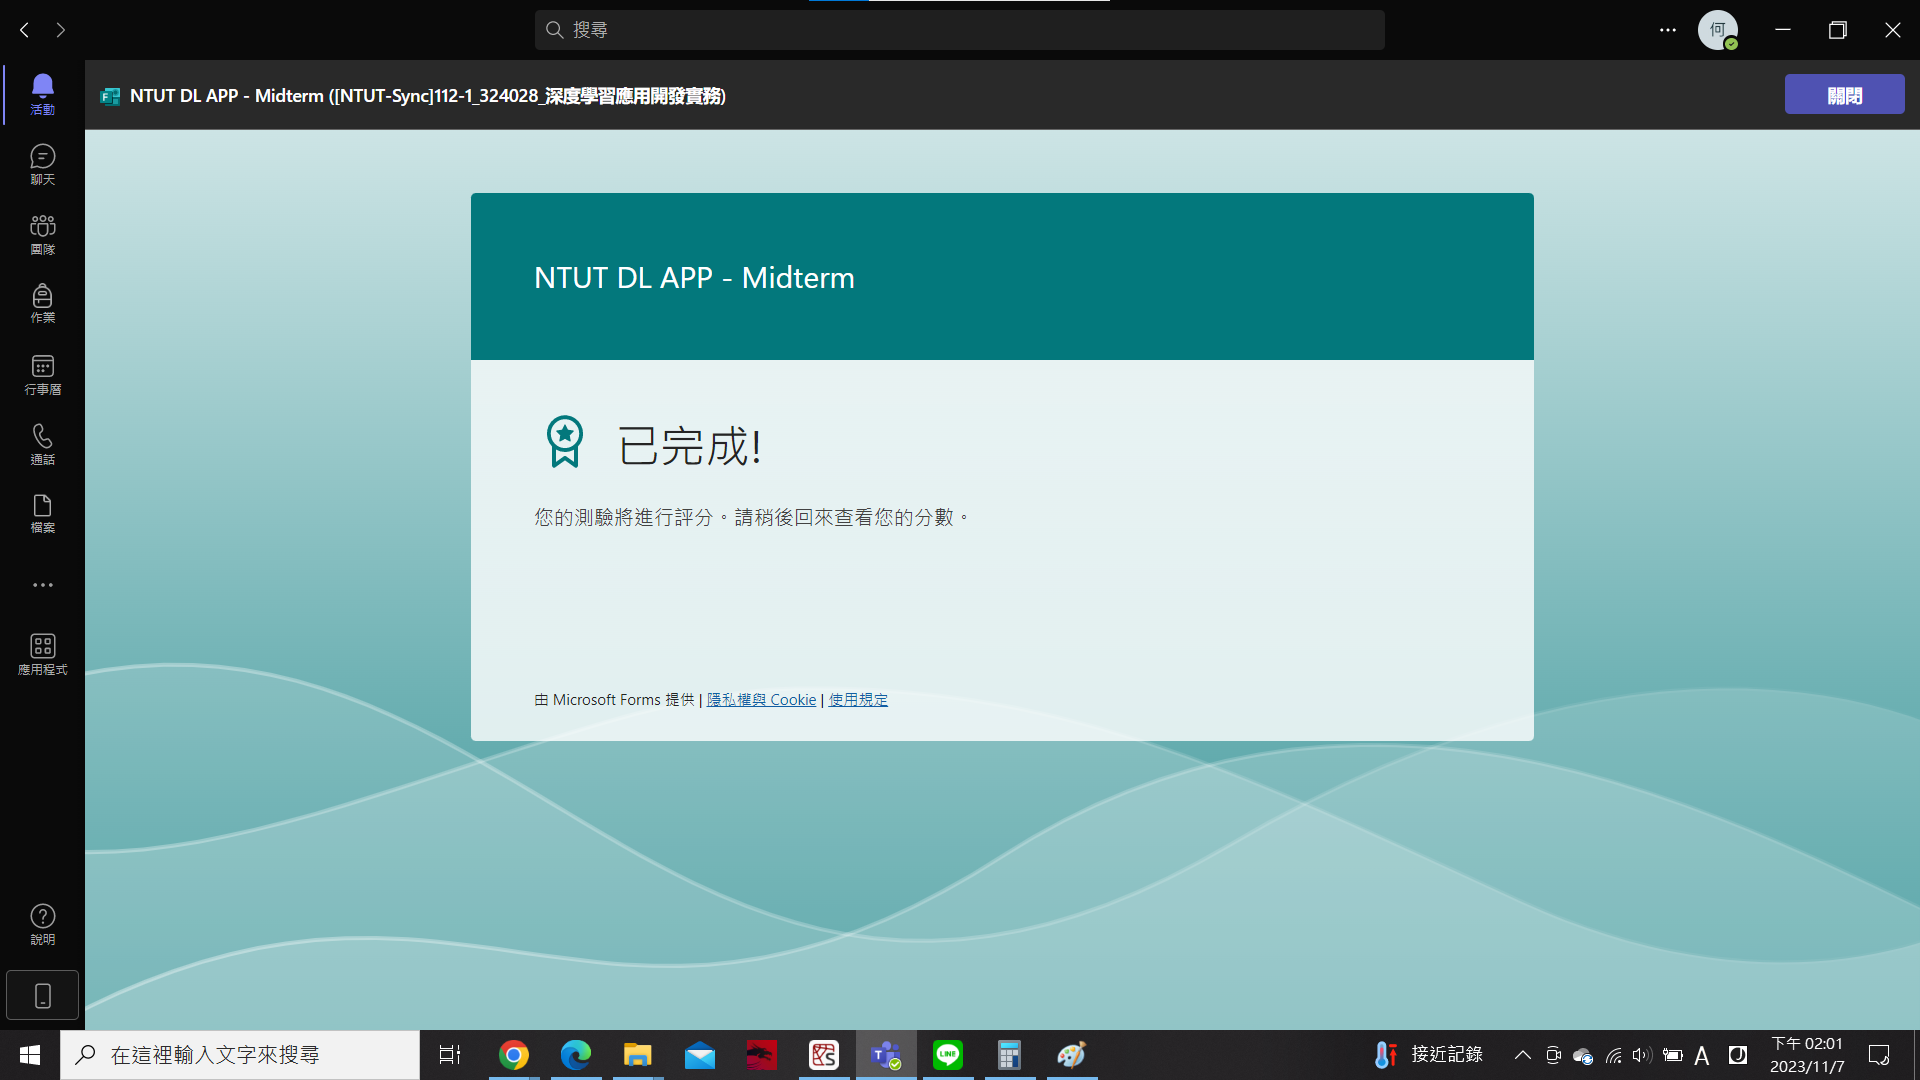 搜尋
何
NTUT DL APP - Midterm ([NTUT-Sync]112-1_324028_深度學習應用開發實務)
關閉
活動
聊天
團隊
作業
行事曆
通話
檔案
應用程式
說明
NTUT DL APP - Midterm
已完成!
您的測驗將進行評分。請稍後回來查看您的分數。
由 Microsoft Forms 提供 | 隱私權與 Cookie | 使用規定
在這裡輸入文字來搜尋
LINE
接近記錄
A
下午 02:01
2023/11/7